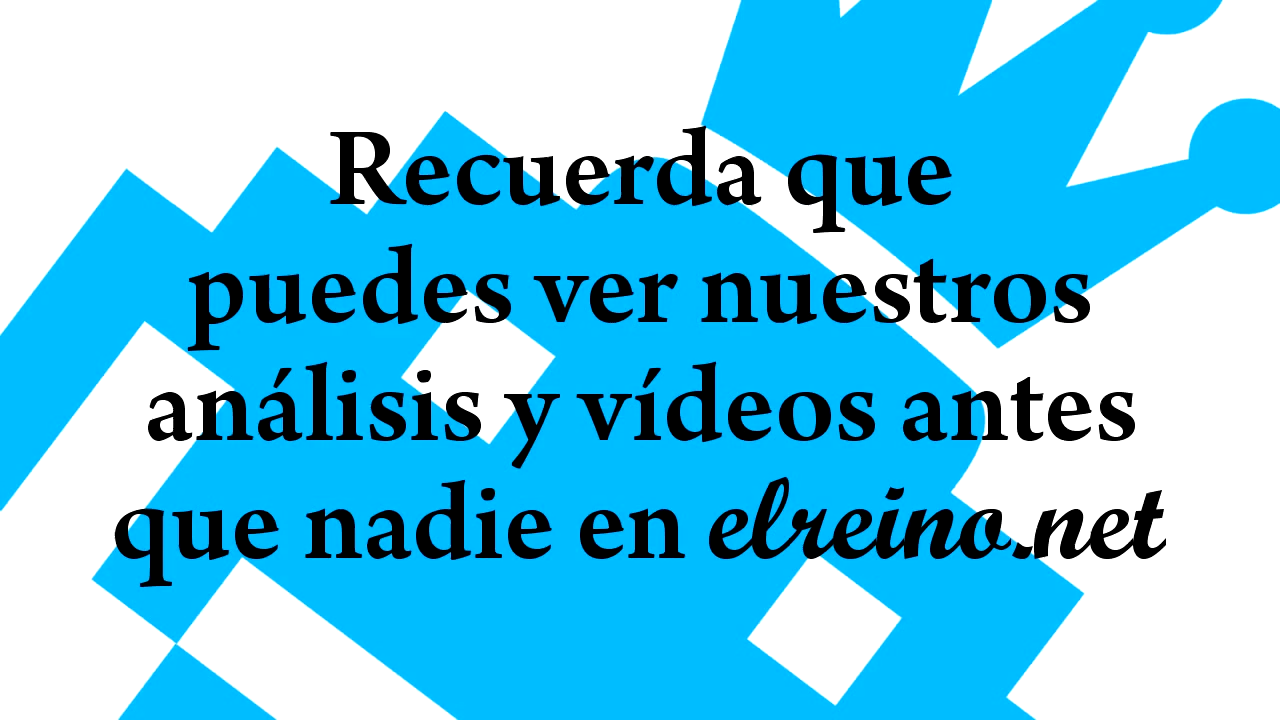 Recuerda que
puedes ver nuestros
análisis y vídeos antes
que nadie en elreino.net